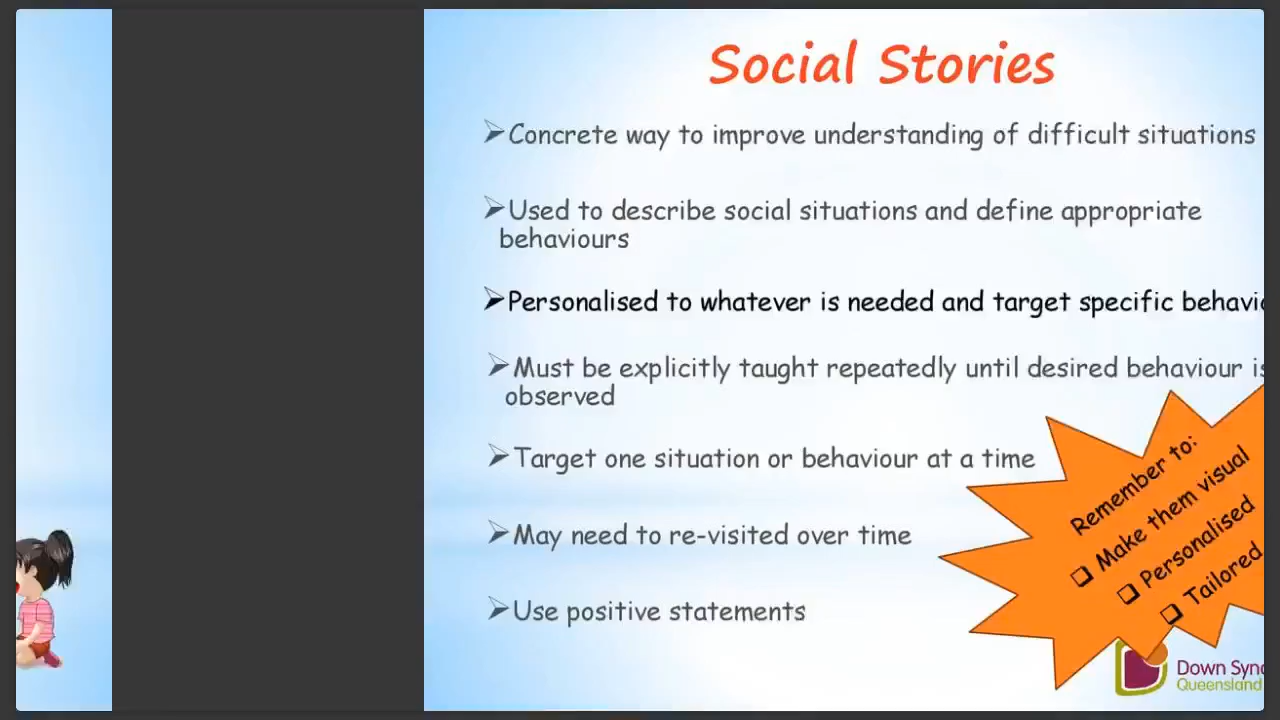 Social Stories
➢Concrete way to improve understanding of difficult situations
➢Used to describe social situations and define appropriate
behaviours
➢Personalised to whatever is needed and target specific
➢Must be explicitly taught repeatedly until desired behaviour is
observed
➢Target one situation or behaviour at a time
➢May need to re-visited over time
➢Use positive statements
Remember to:
❑ Make them visual
❑ Personalised
❑ Tailored
Down
Queensland